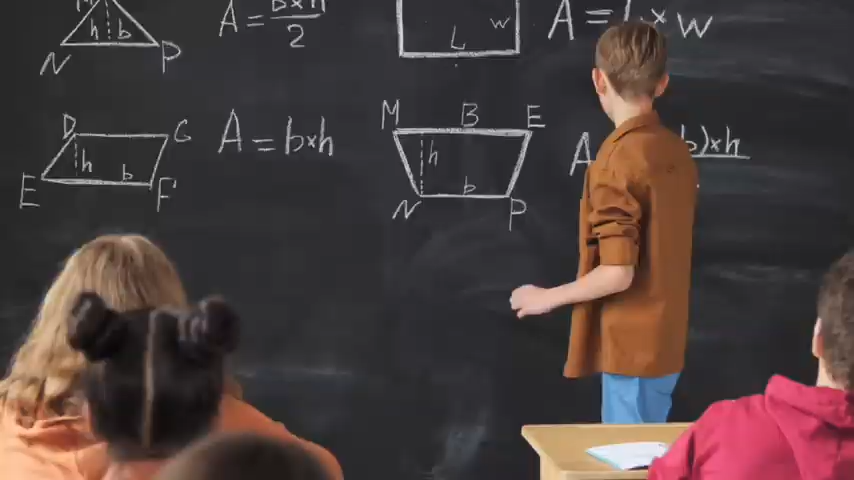 h b
N P
A = b×h
2
L w
A = L×w
D G
h
b
E F
A = b×h
M B E
h
b
N P
A
b)×h